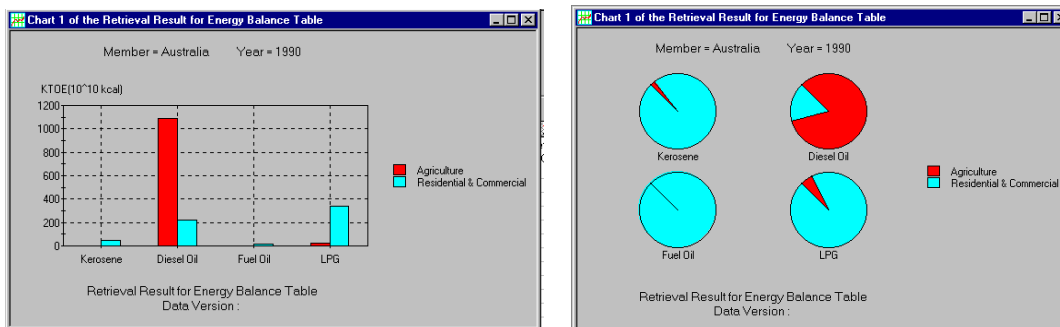 Chart 1 of the Retrieval Result for Energy Balance Table
Member = Australia Year = 1990
KTOE(10^10 kcal)
1200
1000
800
600
400
200
0
Kerosene Diesel Oil Fuel Oil LPG
Agriculture
Residential & Commercial
Retrieval Result for Energy Balance Table
Data Version :
Chart 1 of the Retrieval Result for Energy Balance Table
Member = Australia Year = 1990
Kerosene Diesel Oil
Fuel Oil LPG
Agriculture
Residential & Commercial
Retrieval Result for Energy Balance Table
Data Version :